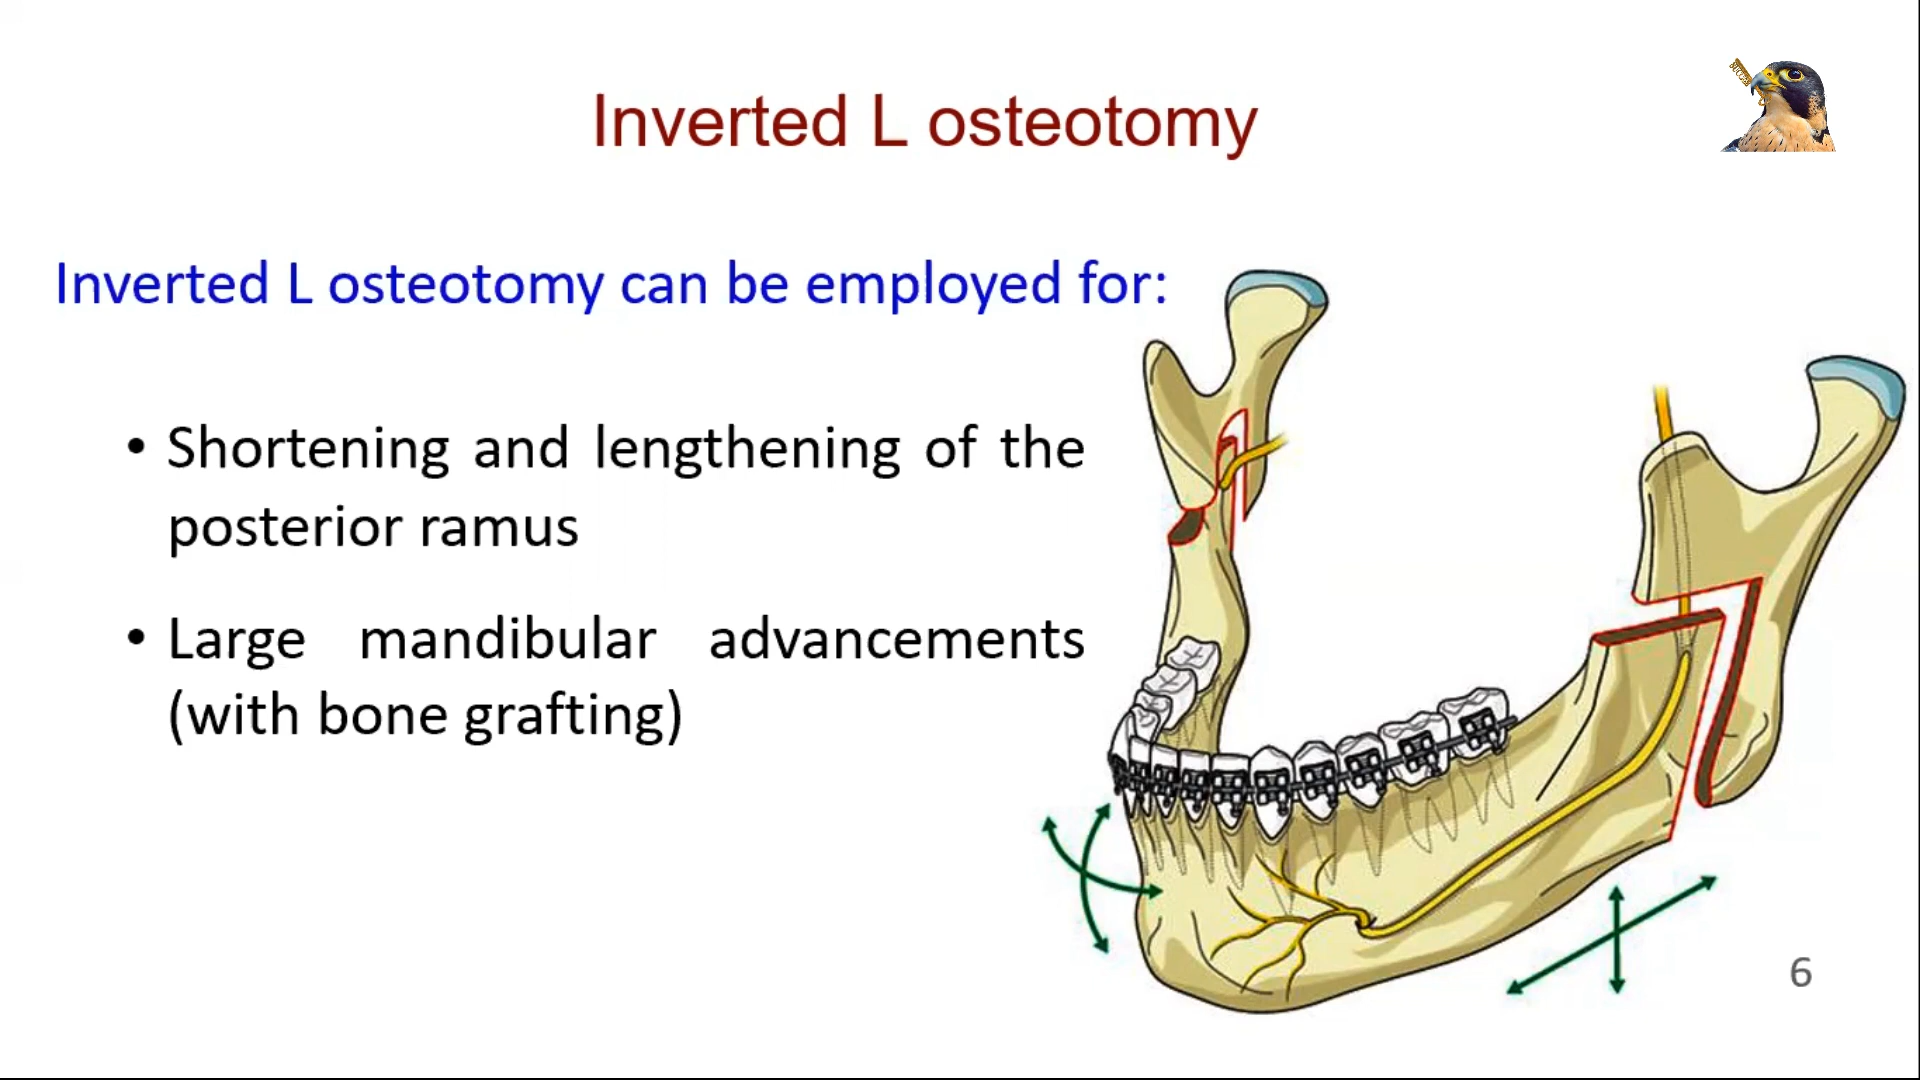 Inverted L osteotomy
Inverted L osteotomy can be employed for:
• Shortening and lengthening of the
posterior ramus
• Large mandibular advancements
(with bone grafting)
6